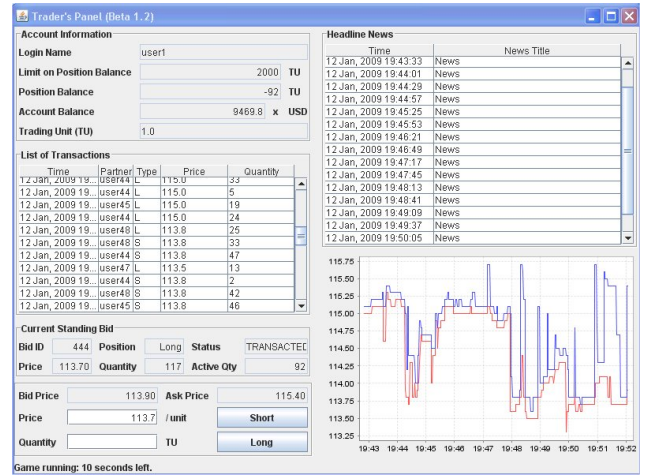 Trader's Panel (Beta 1.2)
Account Information
Login Name user1
Limit on Position Balance 2000 TU
Position Balance -92 TU
Account Balance 9469.8 x USD
Trading Unit (TU) 1.0
List of Transactions
Time Partner Type Price Quantity
12 Jan, 2009 19... user44 L 115.0 33
12 Jan, 2009 19... user44 L 115.0 5
12 Jan, 2009 19... user45 L 115.0 19
12 Jan, 2009 19... user44 L 115.0 24
12 Jan, 2009 19... user48 L 113.8 25
12 Jan, 2009 19... user48 S 113.8 33
12 Jan, 2009 19... user44 S 113.8 47
12 Jan, 2009 19... user47 L 113.5 13
12 Jan, 2009 19... user44 S 113.8 2
12 Jan, 2009 19... user48 S 113.8 42
12 Jan, 2009 19... user45 S 113.8 46
Current Standing Bid
Bid ID 444 Position Long Status TRANSACTED
Price 113.70 Quantity 117 Active Qty 92
Bid Price 113.90 Ask Price 115.40
Price 113.7 / unit Short
Quantity TU Long
Game running: 10 seconds left.
Headline News
Time News Title
12 Jan, 2009 19:43:33 News
12 Jan, 2009 19:44:01 News
12 Jan, 2009 19:44:29 News
12 Jan, 2009 19:44:57 News
12 Jan, 2009 19:45:25 News
12 Jan, 2009 19:45:53 News
12 Jan, 2009 19:46:21 News
12 Jan, 2009 19:46:49 News
12 Jan, 2009 19:47:17 News
12 Jan, 2009 19:47:45 News
12 Jan, 2009 19:48:13 News
12 Jan, 2009 19:48:41 News
12 Jan, 2009 19:49:09 News
12 Jan, 2009 19:49:37 News
12 Jan, 2009 19:50:05 News
115.75
115.50
115.25
115.00
114.75
114.50
114.25
114.00
113.75
113.50
113.25
19:43 19:44 19:45 19:46 19:47 19:48 19:49 19:50 19:51 19:52